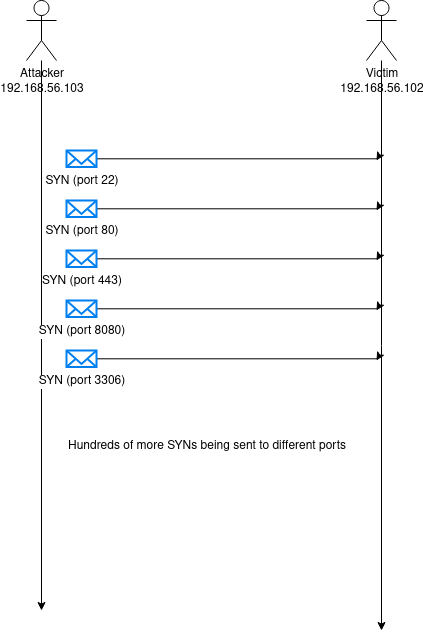 Attacker
192.168.56.103
Victim
192.168.56.102
SYN (port 22)
SYN (port 80)
SYN (port 443)
SYN (port 8080)
SYN (port 3306)
Hundreds of more SYNs being sent to different ports